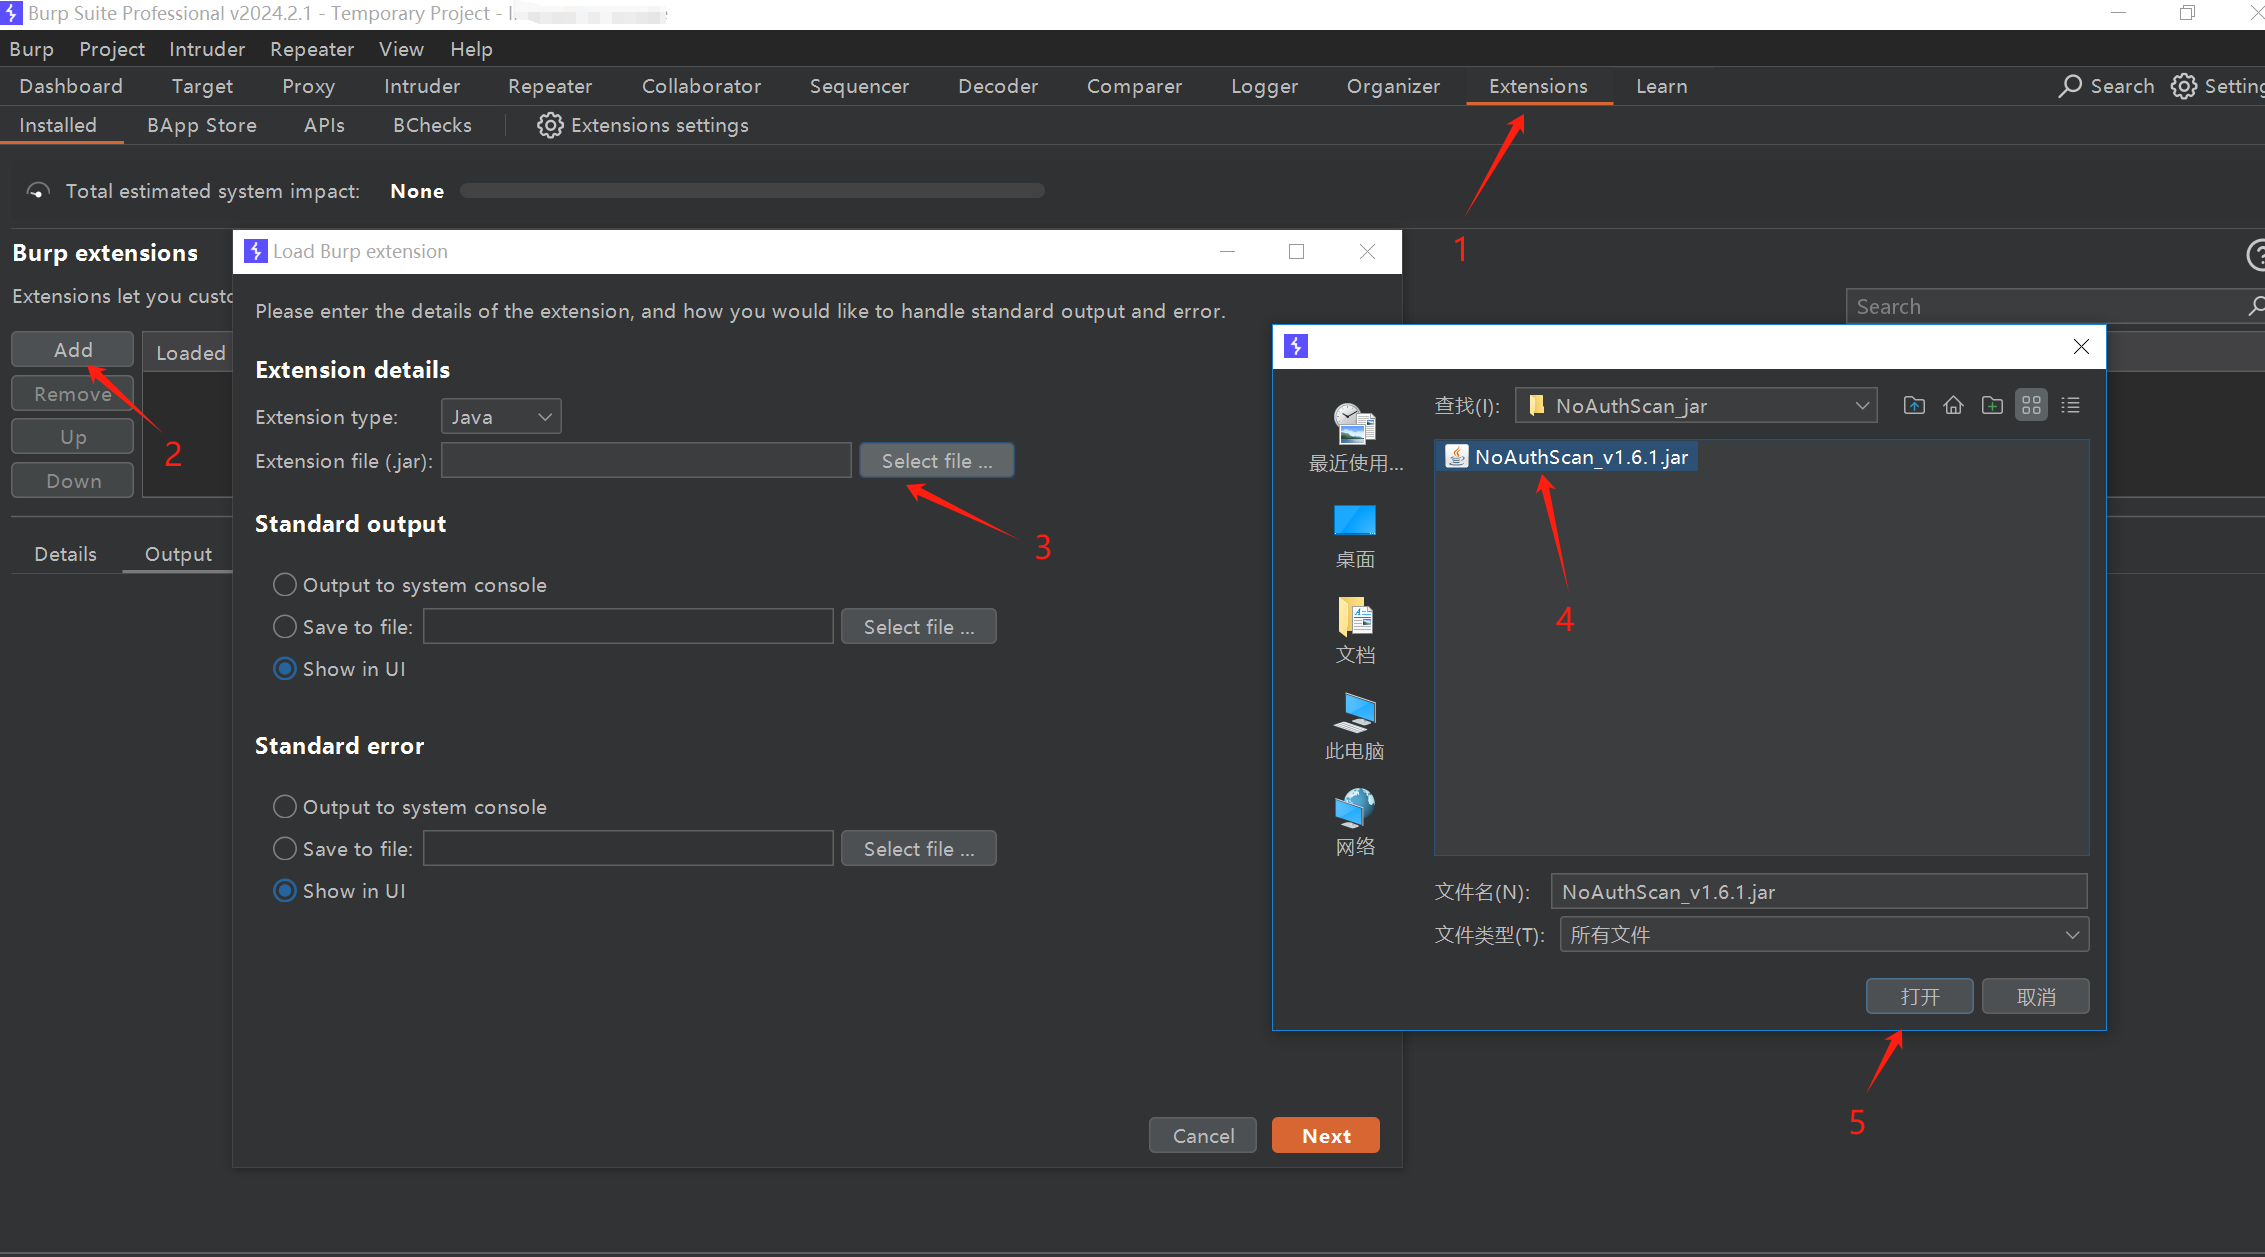 Burp Suite Professional v2024.2.1 - Temporary Project -
Burp Project Intruder Repeater View Help
Dashboard Target Proxy Intruder Repeater Collaborator Sequencer Decoder Comparer Logger Organizer Extensions Learn Search Setting
Installed BApp Store APIs BChecks Extensions settings
Total estimated system impact: None
1
Burp extensions
Extensions let you custo
Search
Add
Remove
Up
Down
Loaded
2
Details Output
Load Burp extension
Please enter the details of the extension, and how you would like to handle standard output and error.
Extension details
Extension type: Java
Extension file (.jar): Select file ...
3
Standard output
Output to system console
Save to file: Select file ...
Show in UI
Standard error
Output to system console
Save to file: Select file ...
Show in UI
Cancel Next
查找(I): NoAuthScan_jar
NoAuthScan_v1.6.1.jar
4
最近使用...
桌面
文档
此电脑
网络
文件名(N): NoAuthScan_v1.6.1.jar
文件类型(T): 所有文件
打开 取消
5